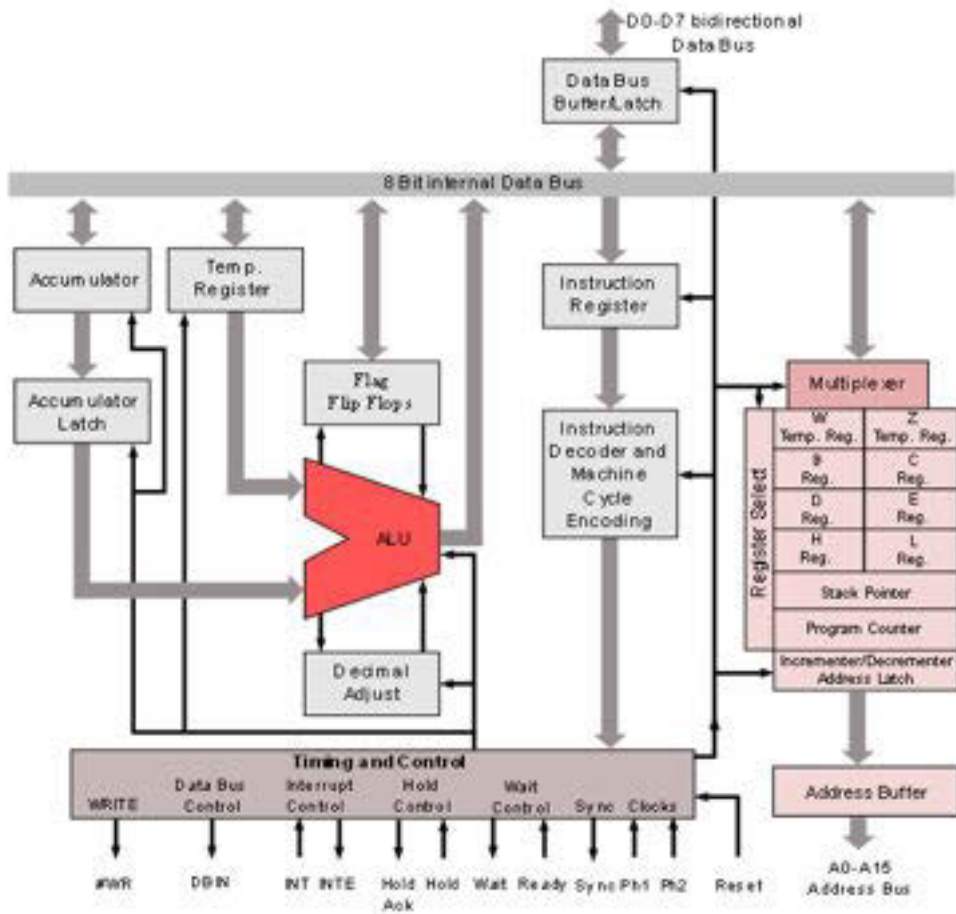 D0-D7 bidirectional
Data Bus
Data Bus
Buffer/Latch
8 Bit internal Data Bus
Accumulator
Temp.
Register
Instruction
Register
Flag
Flip Flops
Multiplexer
Accumulator
Latch
Instruction
Decoder and
Machine
Cycle
Encoding
Register Select
W
Temp. Reg.
Z
Temp. Reg.
B
Reg.
C
Reg.
D
Reg.
E
Reg.
H
Reg.
L
Reg.
Stack Pointer
Program Counter
Incrementer/Decrementer
Address Latch
ALU
Decimal
Adjust
Timing and Control
WRITE
Data Bus
Control
Interrupt
Control
Hold
Control
Wait
Control
Sync
Clocks
Address Buffer
#WR
DBIN
INT
INTE
Hold
Ack
Hold
Wait
Ready
Sync
Ph1
Ph2
Reset
A0-A15
Address Bus